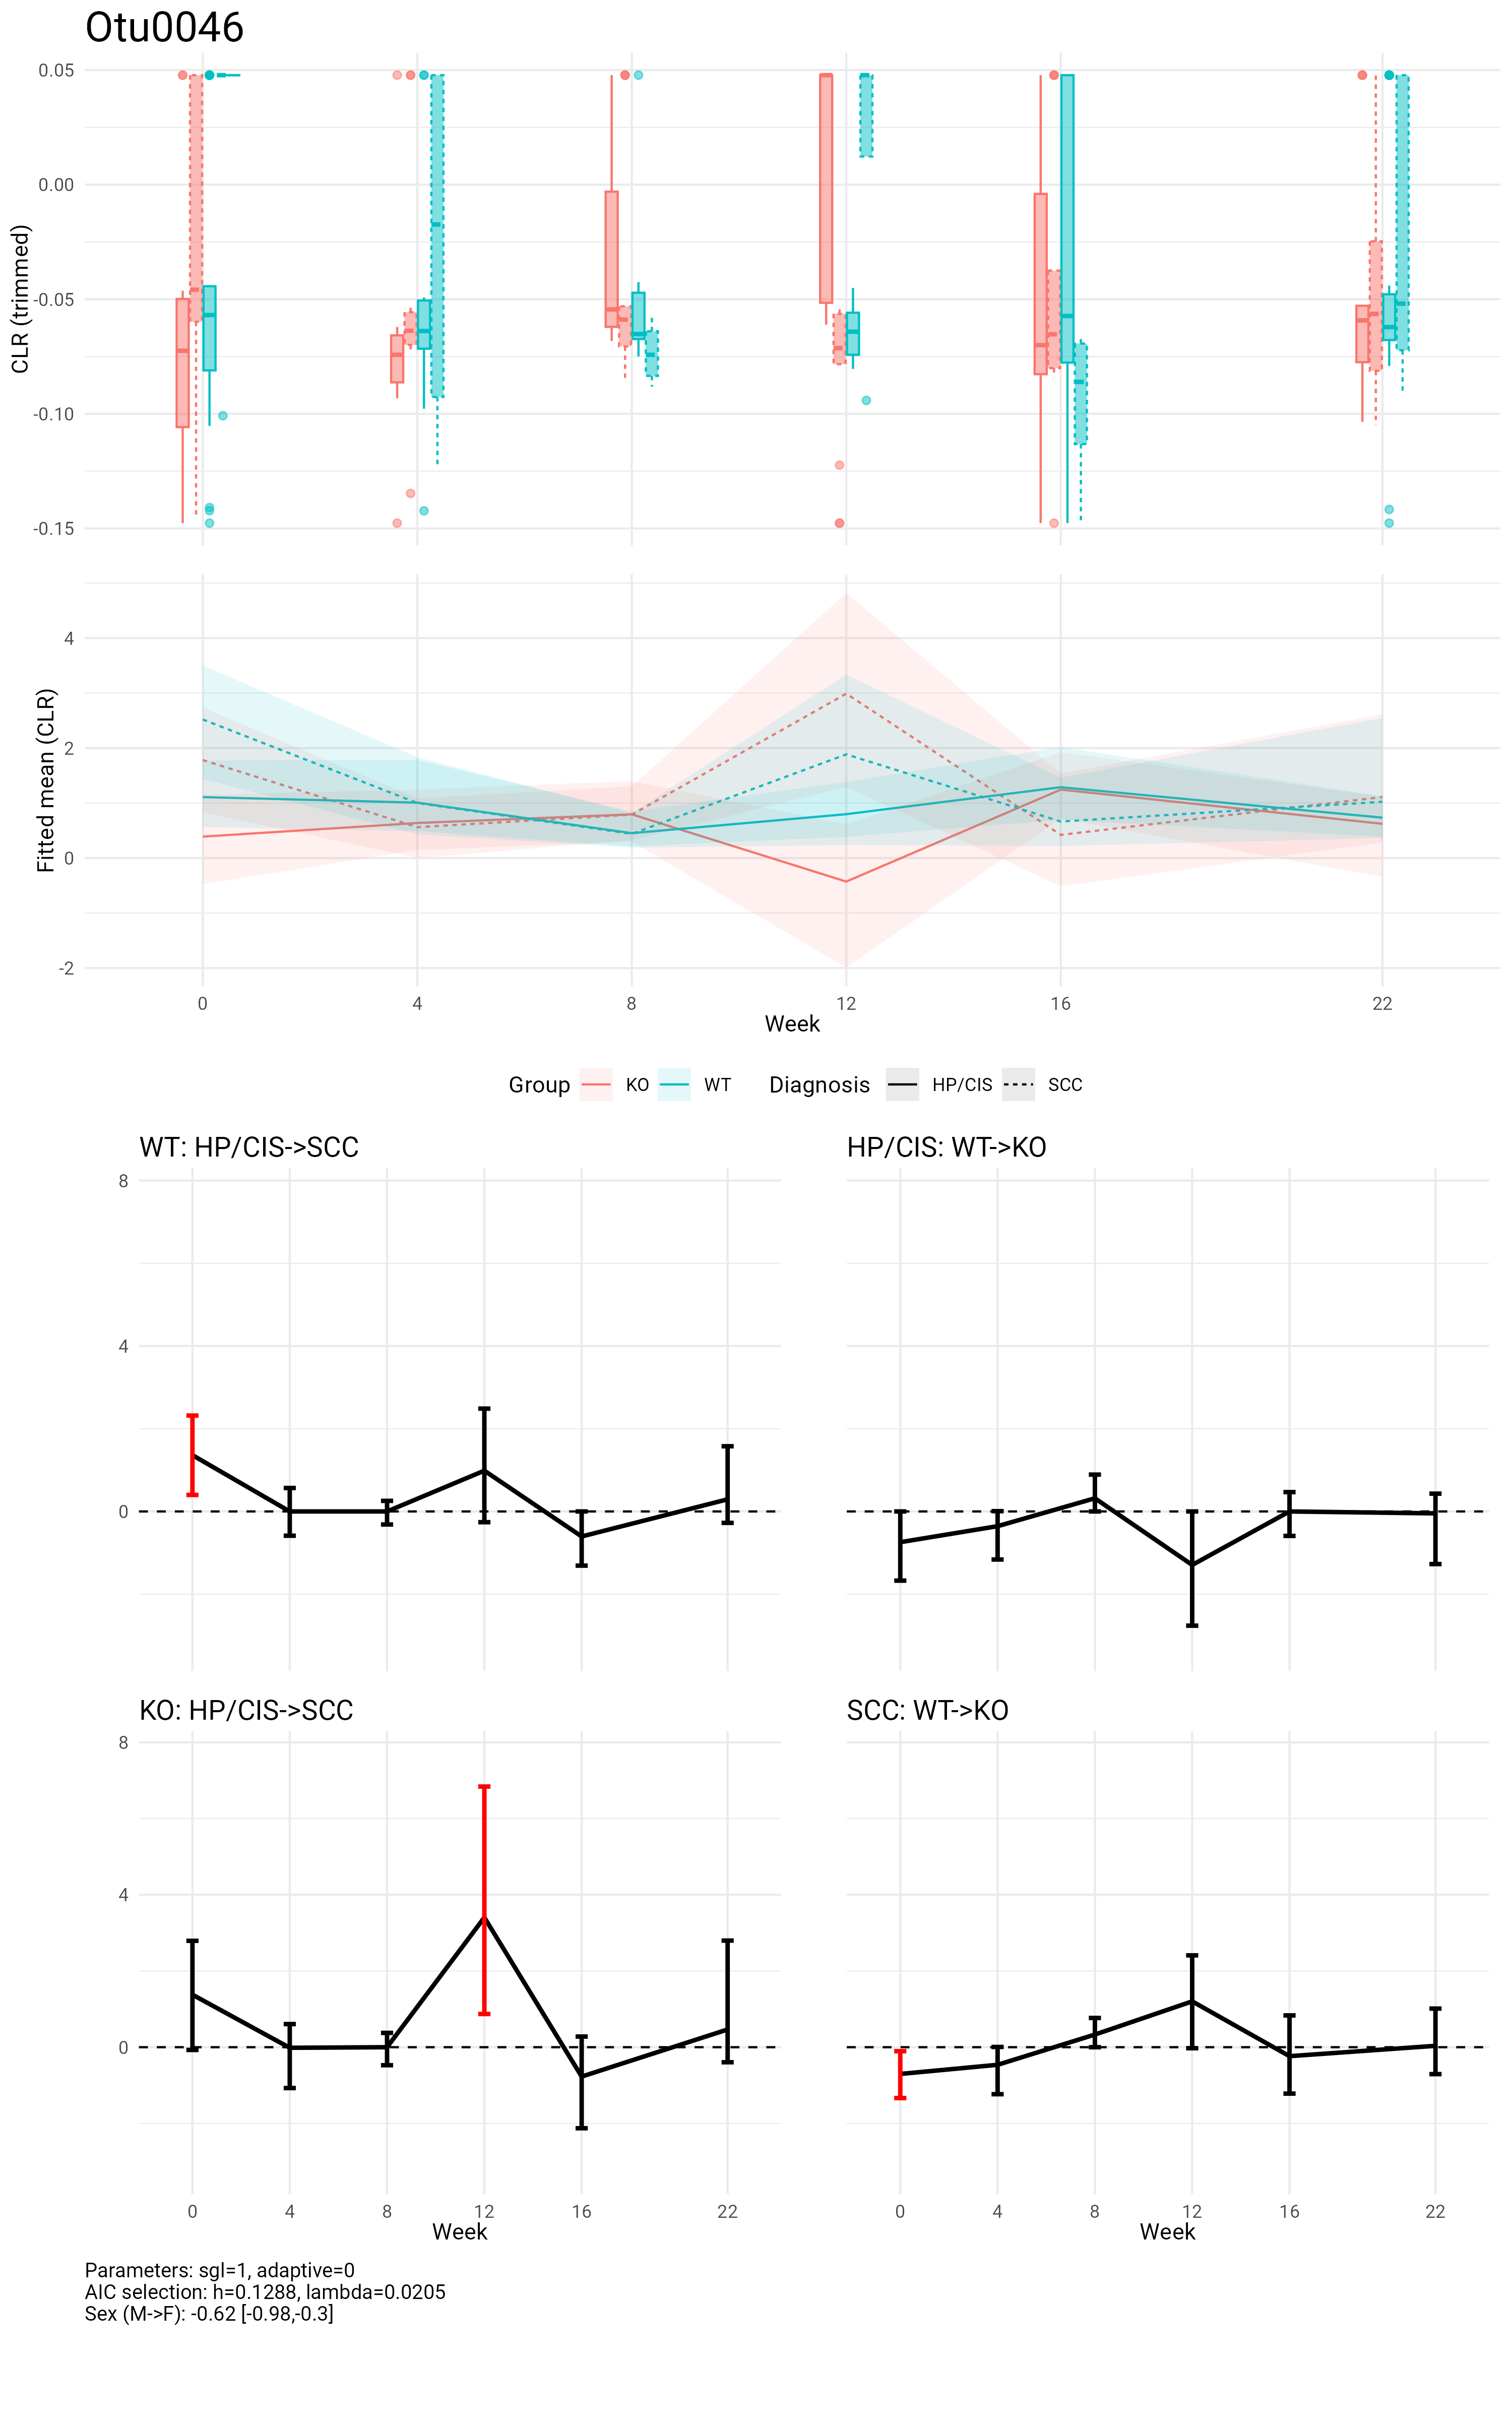 Otu0046
CLR (trimmed)
0.05
0.00
-0.05
-0.10
-0.15
Fitted mean (CLR)
4
2
0
-2
0 4 8 12 16 22
Week
Group KO WT Diagnosis HP/CIS SCC
WT: HP/CIS->SCC
8
4
0
HP/CIS: WT->KO
KO: HP/CIS->SCC
8
4
0
0 4 8 12 16 22
Week
SCC: WT->KO
0 4 8 12 16 22
Week
Parameters: sgl=1, adaptive=0
AIC selection: h=0.1288, lambda=0.0205
Sex (M->F): -0.62 [-0.98,-0.3]